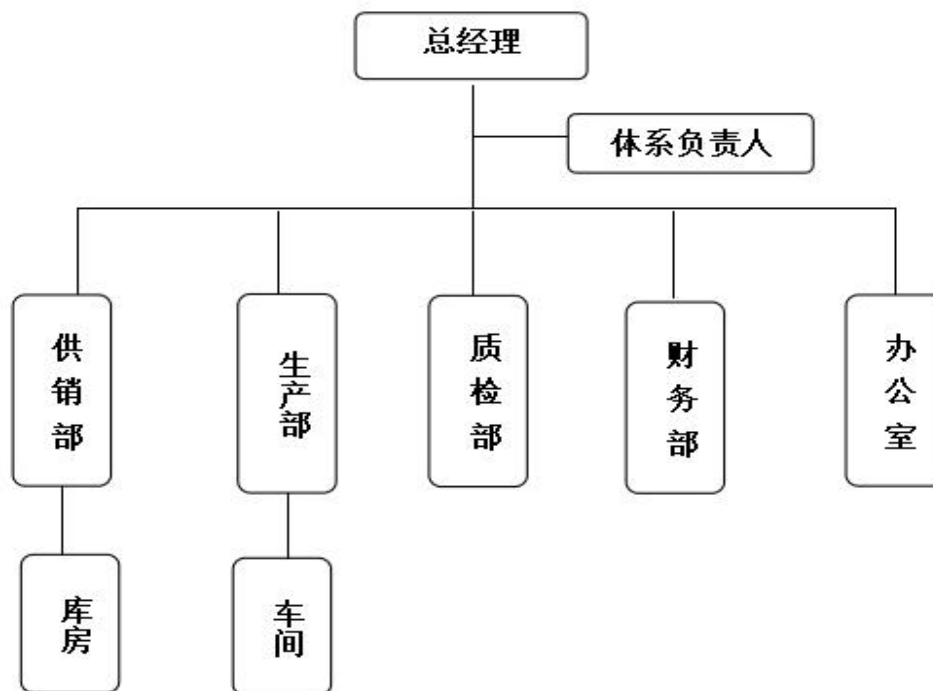 总经理
体系负责人
供销部
生产部
质检部
财务部
办公室
库房
车间